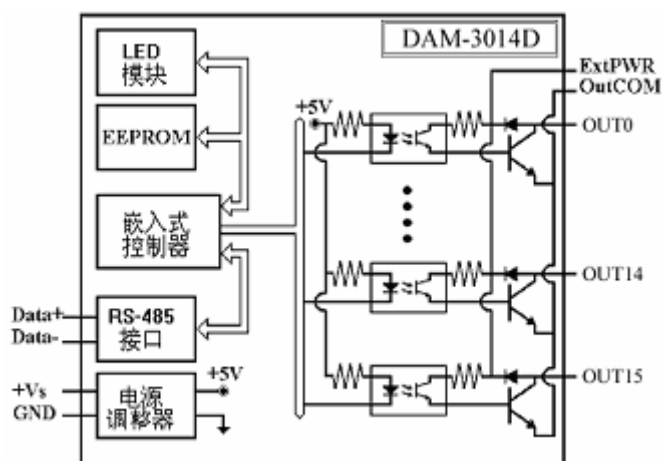 DAM-3014D
LED
模块
EEPROM
嵌入式
控制器
RS-485
接口
电源
调整器
Data+
Data-
+Vs
GND
+5V
+5V
ExtPWR
OutCOM
OUT0
OUT14
OUT15